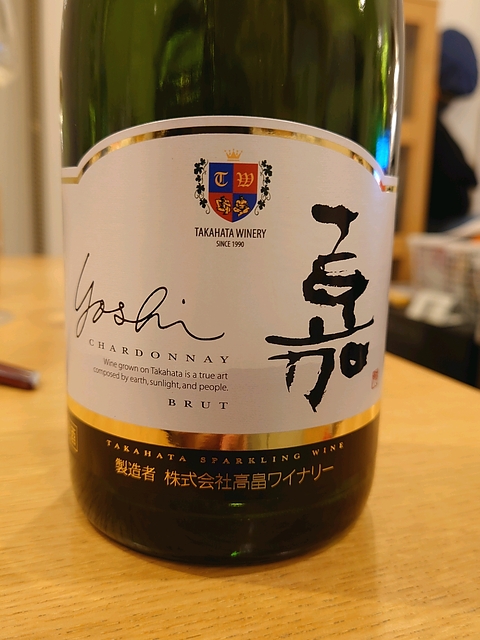 T W
TAKAHATA WINERY
SINCE 1990
嘉
yoshi
CHARDONNAY
Wine grown on Takahata is a true art
composed by earth, sunlight, and people.
BRUT
TAKAHATA SPARKLING WINE
製造者 株式会社高畠ワイナリー